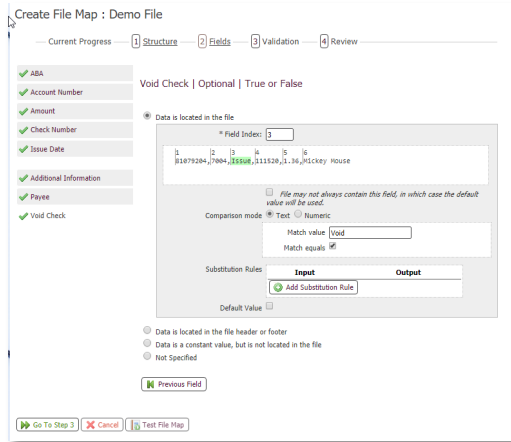 Create File Map : Demo File
Current Progress 1 Structure 2 Fields 3 Validation 4 Review
ABA
Account Number
Amount
Check Number
Issue Date
Additional Information
Payee
Void Check
Void Check | Optional | True or False
Data is located in the file
* Field Index: 3
1 2 3 4 5 6
81079204,7004,Issue,111520,1.36,Mickey Mouse
File may not always contain this field, in which case the default
value will be used.
Comparison mode Text Numeric
Match value Void
Match equals
Substitution Rules Input Output
Add Substitution Rule
Default Value
Data is located in the file header or footer
Data is a constant value, but is not located in the file
Not Specified
Previous Field
Go To Step 3 Cancel Test File Map